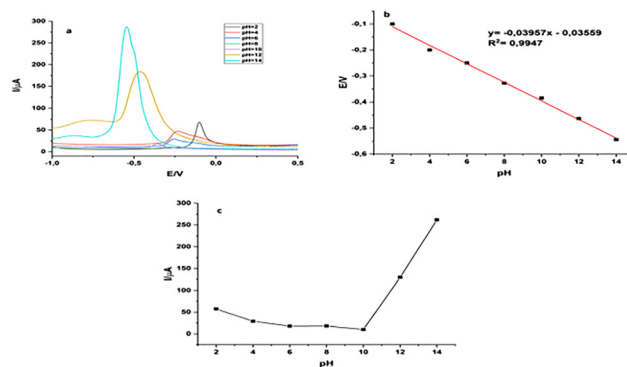 a
300
250
200
150
100
50
0
I/µA
-1,0
-0,5
0,0
0,5
E/V
pH=2
pH=4
pH=6
pH=8
pH=10
pH=12
pH=14
b
y= -0,03957x - 0,03559
R²= 0,9947
0,0
-0,1
-0,2
-0,3
-0,4
-0,5
-0,6
E/V
2 4 6 8 10 12 14
pH
c
300
250
200
150
100
50
0
I/µA
2 4 6 8 10 12 14
pH